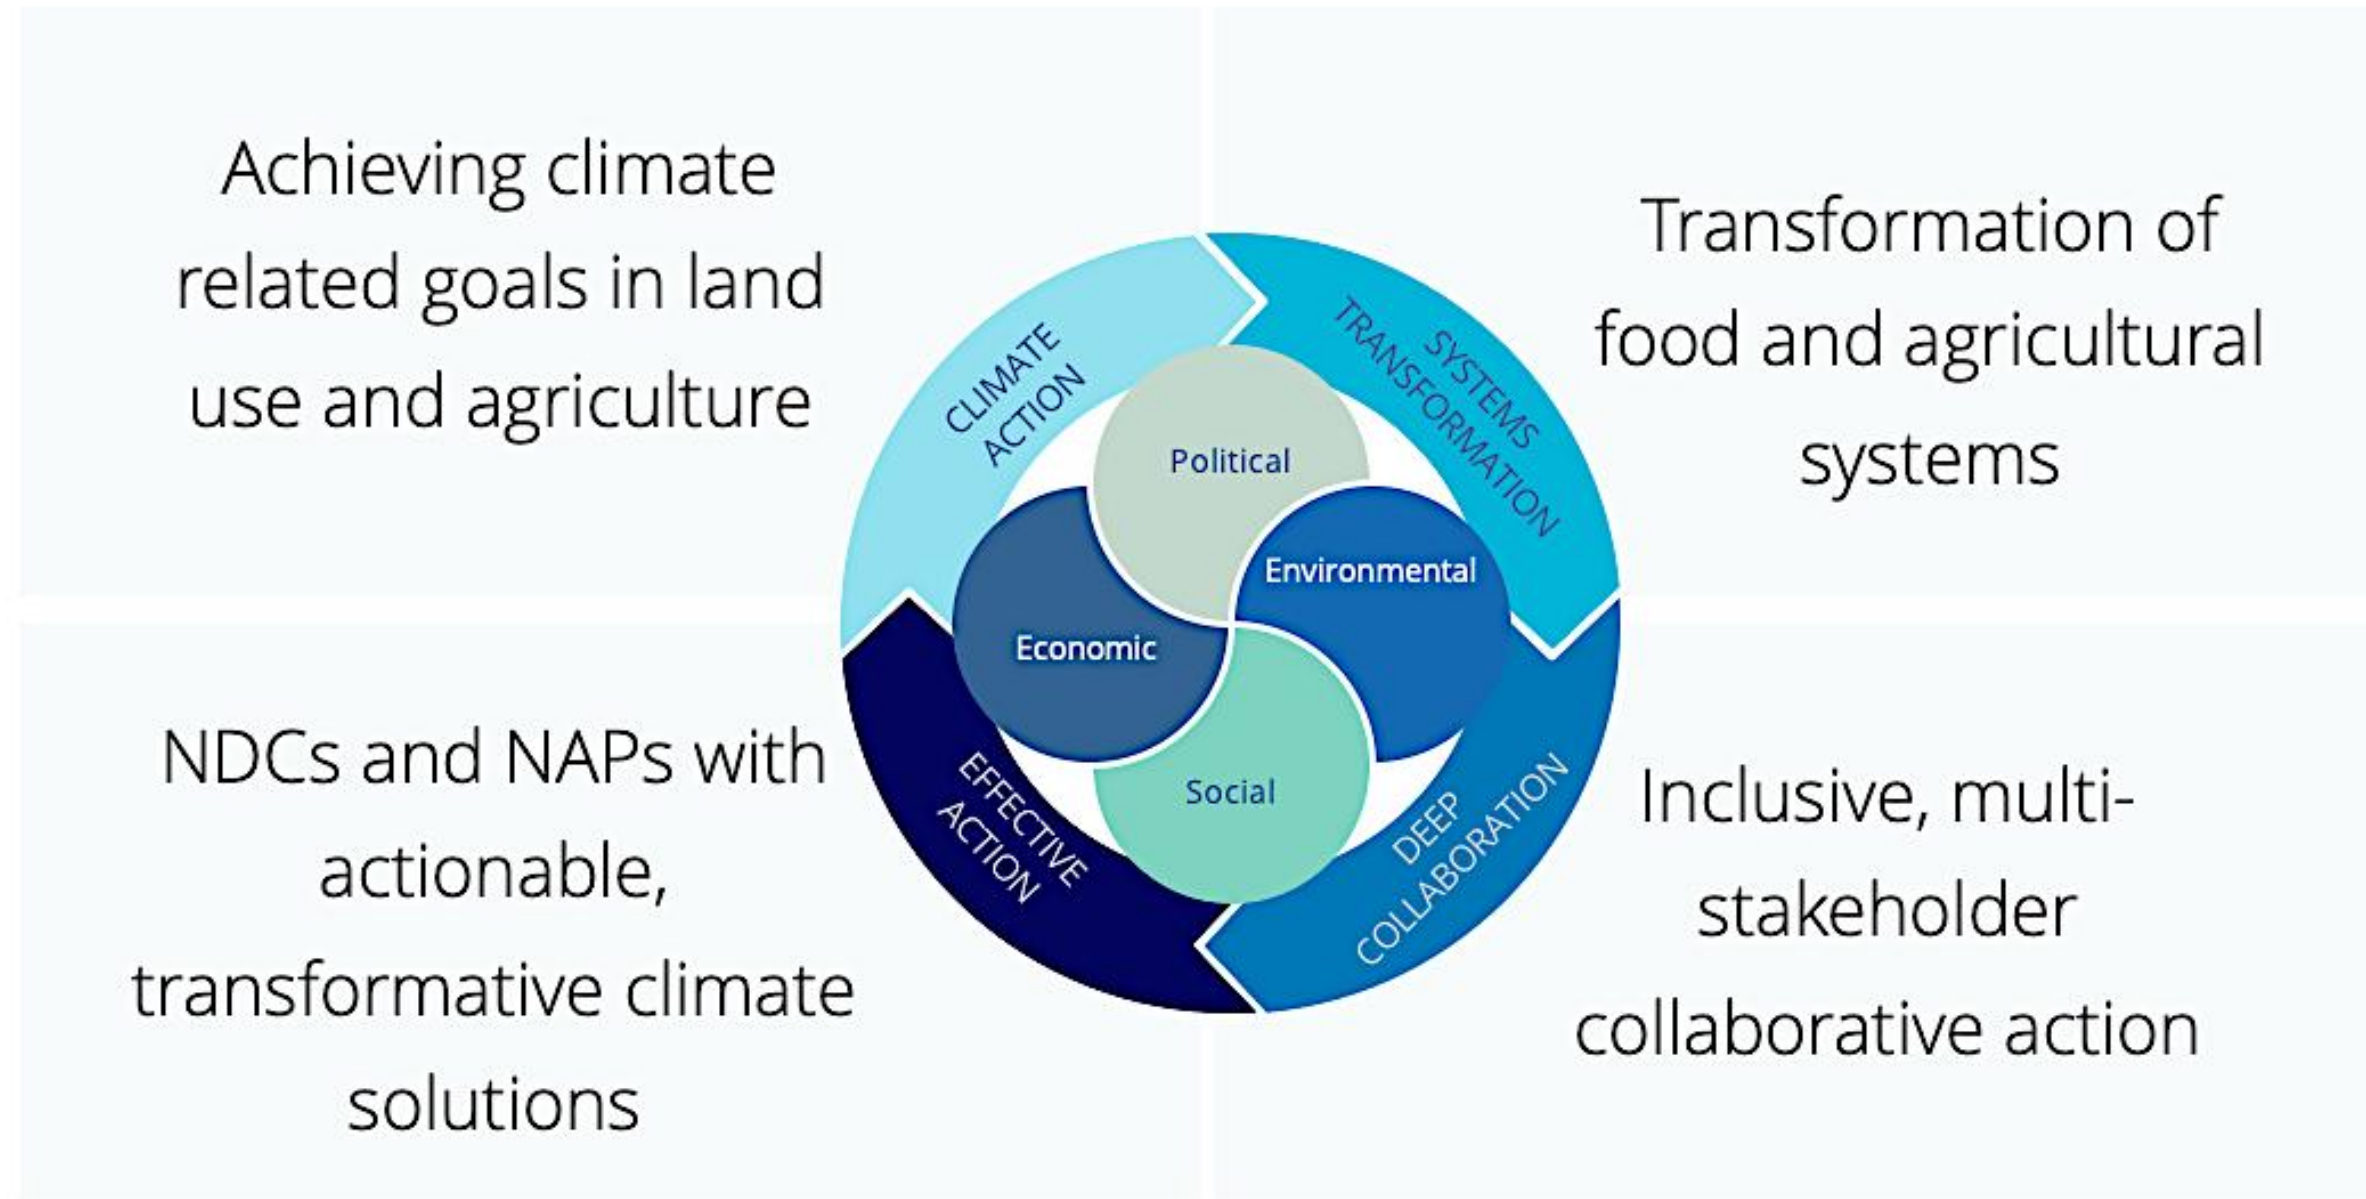 Achieving climate
related goals in land
use and agriculture
Transformation of
food and agricultural
systems
CLIMATE
ACTION
SYSTEMS
TRANSFORMATION
Political
Environmental
Economic
Social
EFFECTIVE
ACTION
DEEP
COLLABORATION
NDCs and NAPs with
actionable,
transformative climate
solutions
Inclusive, multi-
stakeholder
collaborative action